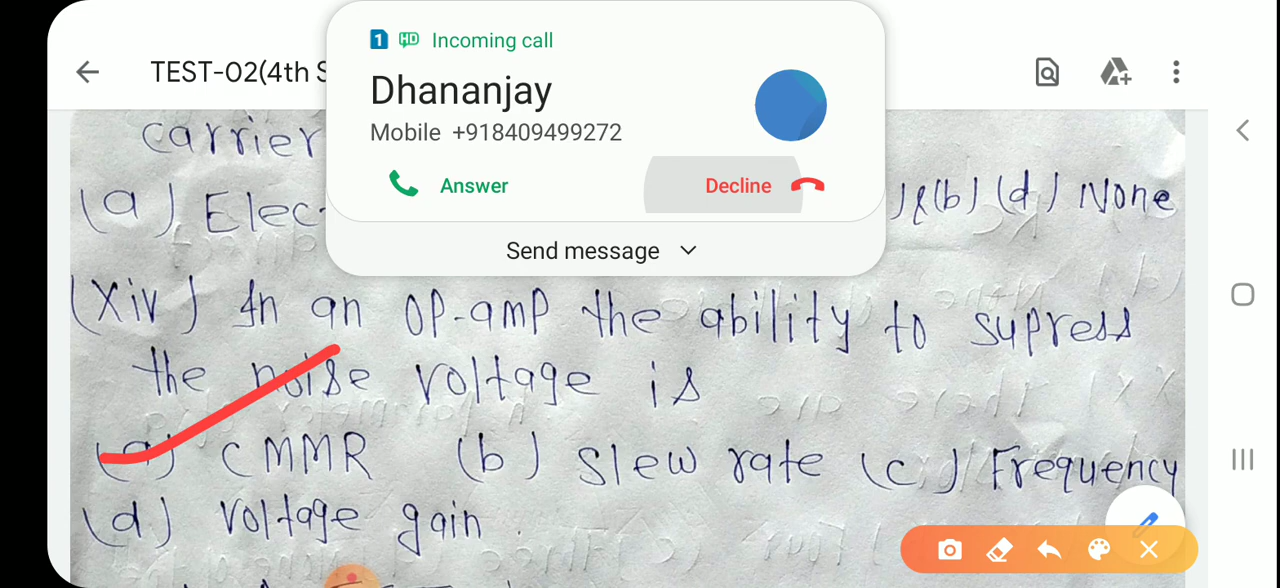 1 HD Incoming call
TEST-02(4th S
Dhananjay
Mobile +918409499272
Answer Decline
Send message
carrier
(a) Elec )&(b) (d) None
(Xiv) In an OP-amp the ability to supress
the noise voltage is
(a) CMMR (b) Slew rate (c) Frequency
(d) voltage gain.